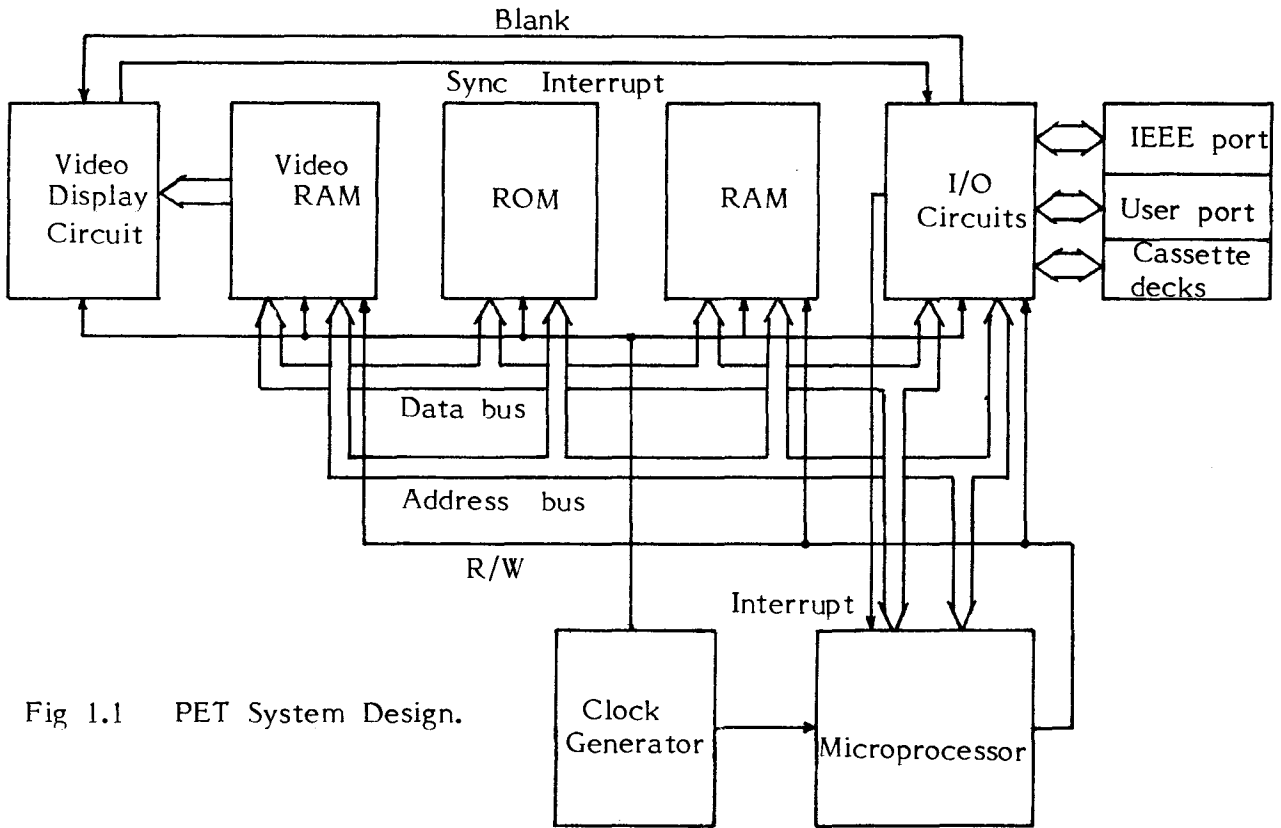 Blank
Sync Interrupt
Video
Display
Circuit
Video
RAM
ROM
RAM
I/O
Circuits
IEEE port
User port
Cassette
decks
Data bus
Address bus
R/W
Interrupt
Clock
Generator
Microprocessor
Fig 1.1 PET System Design.